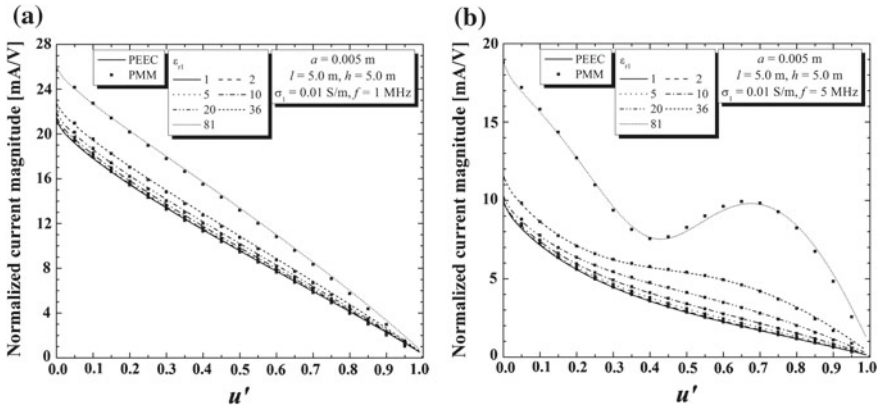 (a)
Normalized current magnitude [mA/V]
28
24
20
16
12
8
4
0
0.0 0.1 0.2 0.3 0.4 0.5 0.6 0.7 0.8 0.9 1.0
u'
PEEC
PMM
εr1
1 2
5 10
20 36
81
a = 0.005 m
l = 5.0 m, h = 5.0 m
σ1 = 0.01 S/m, f = 1 MHz
(b)
Normalized current magnitude [mA/V]
20
15
10
5
0
0.0 0.1 0.2 0.3 0.4 0.5 0.6 0.7 0.8 0.9 1.0
u'
PEEC
PMM
εr1
1 2
5 10
20 36
81
a = 0.005 m
l = 5.0 m, h = 5.0 m
σ1 = 0.01 S/m, f = 5 MHz